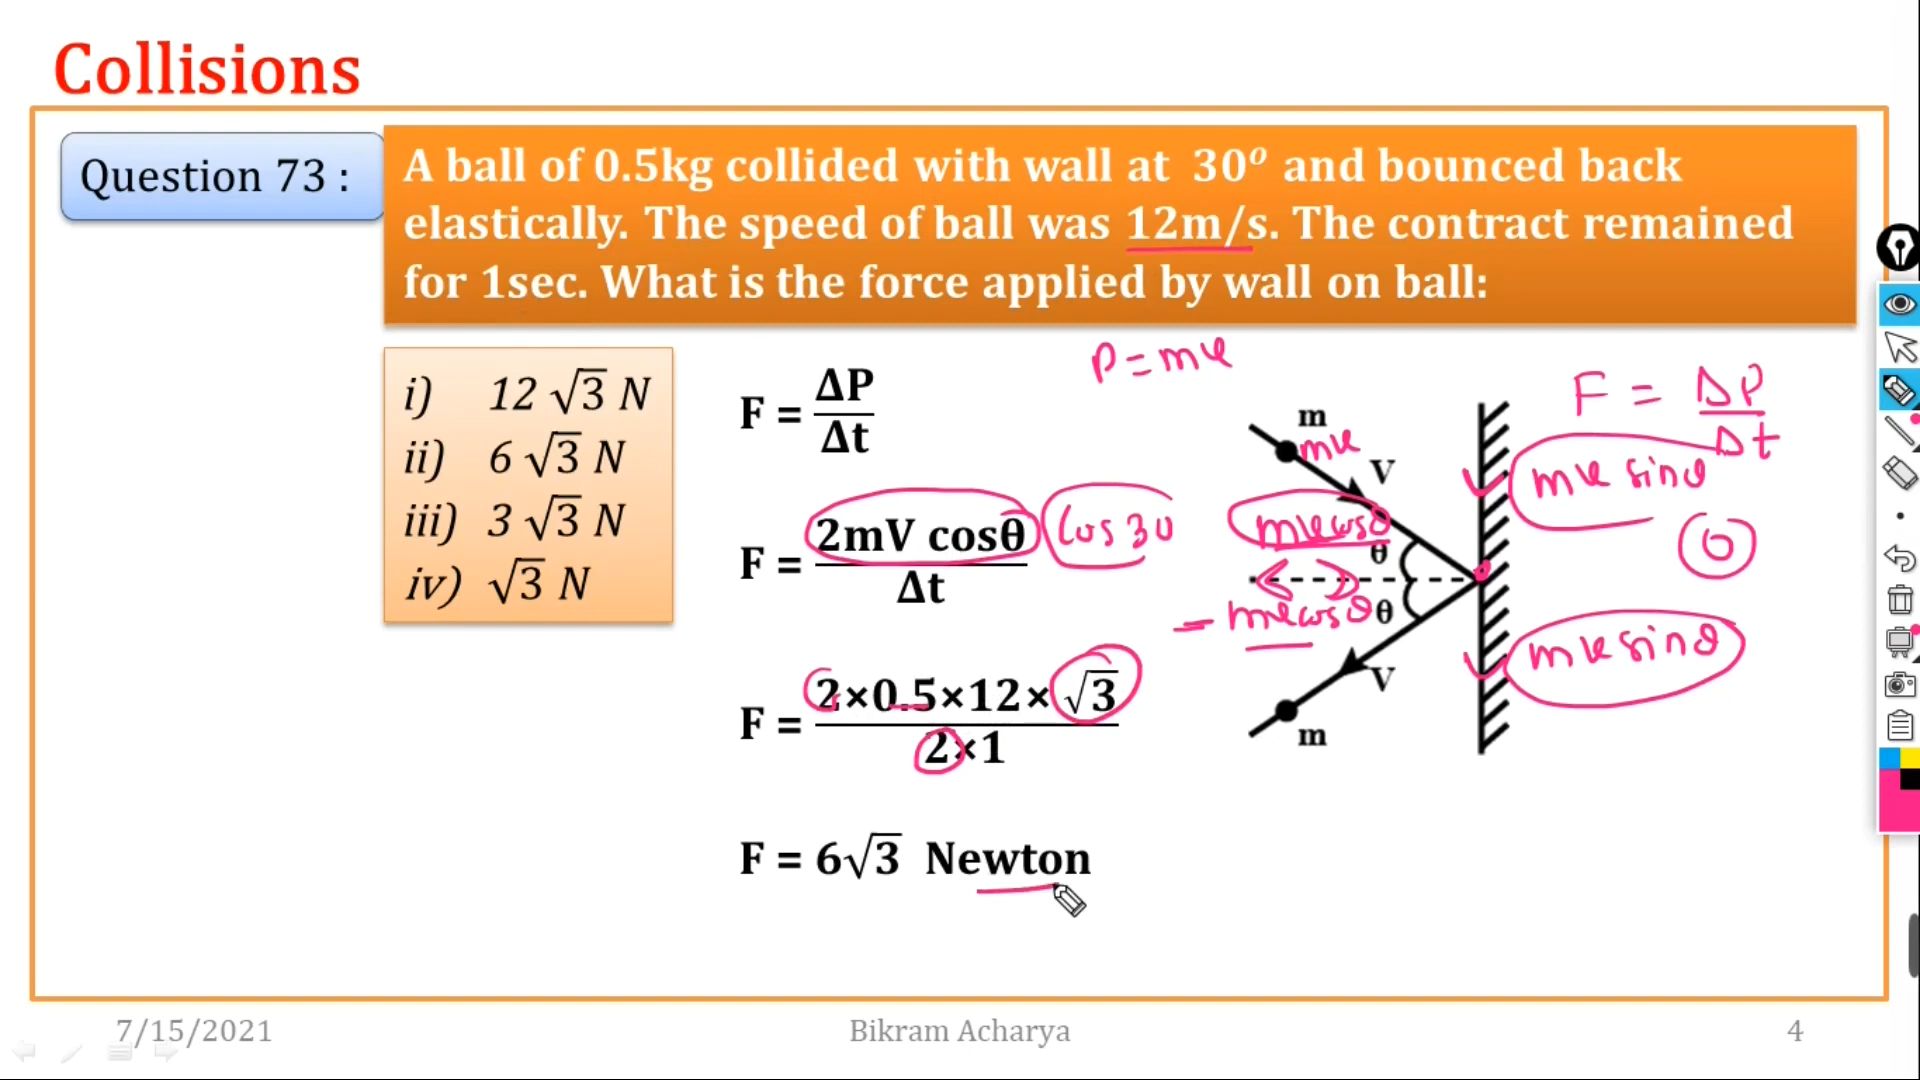 Collisions
Question 73 :
A ball of 0.5kg collided with wall at 30° and bounced back
elastically. The speed of ball was 12m/s. The contract remained
for 1sec. What is the force applied by wall on ball:
i) 12 √3 N
ii) 6 √3 N
iii) 3 √3 N
iv) √3 N
F = ΔP/Δt
F = 2mV cosθ/Δt
cos 30
F = 2×0.5×12×√3/2×1
F = 6√3 Newton
P = mv
m
mv
V
mv cosθ
θ
θ
- mv cosθ
V
m
F = ΔP/Δt
mv sinθ
0
mv sinθ
7/15/2021
Bikram Acharya
4